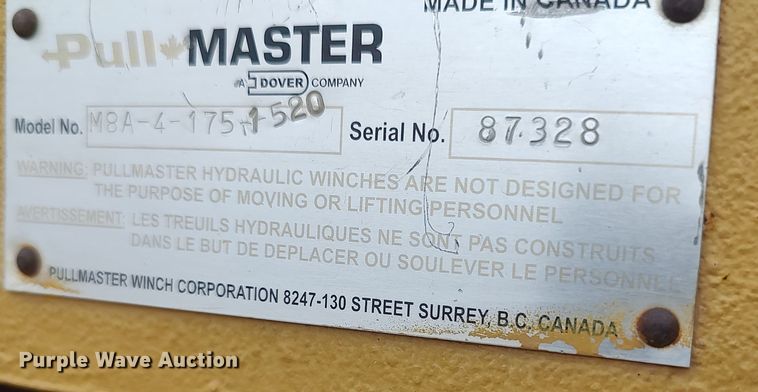 MADE IN CANADA
Pull MASTER
A DOVER COMPANY
Model No. M8A-4-175-1520
Serial No. 87328
WARNING: PULLMASTER HYDRAULIC WINCHES ARE NOT DESIGNED FOR
THE PURPOSE OF MOVING OR LIFTING PERSONNEL
AVERTISSEMENT: LES TREUILS HYDRAULIQUES NE SONT PAS CONSTRUITS
DANS LE BUT DE DEPLACER OU SOULEVER LE PERSONNEL
PULLMASTER WINCH CORPORATION 8247-130 STREET SURREY, B.C. CANADA
Purple Wave Auction